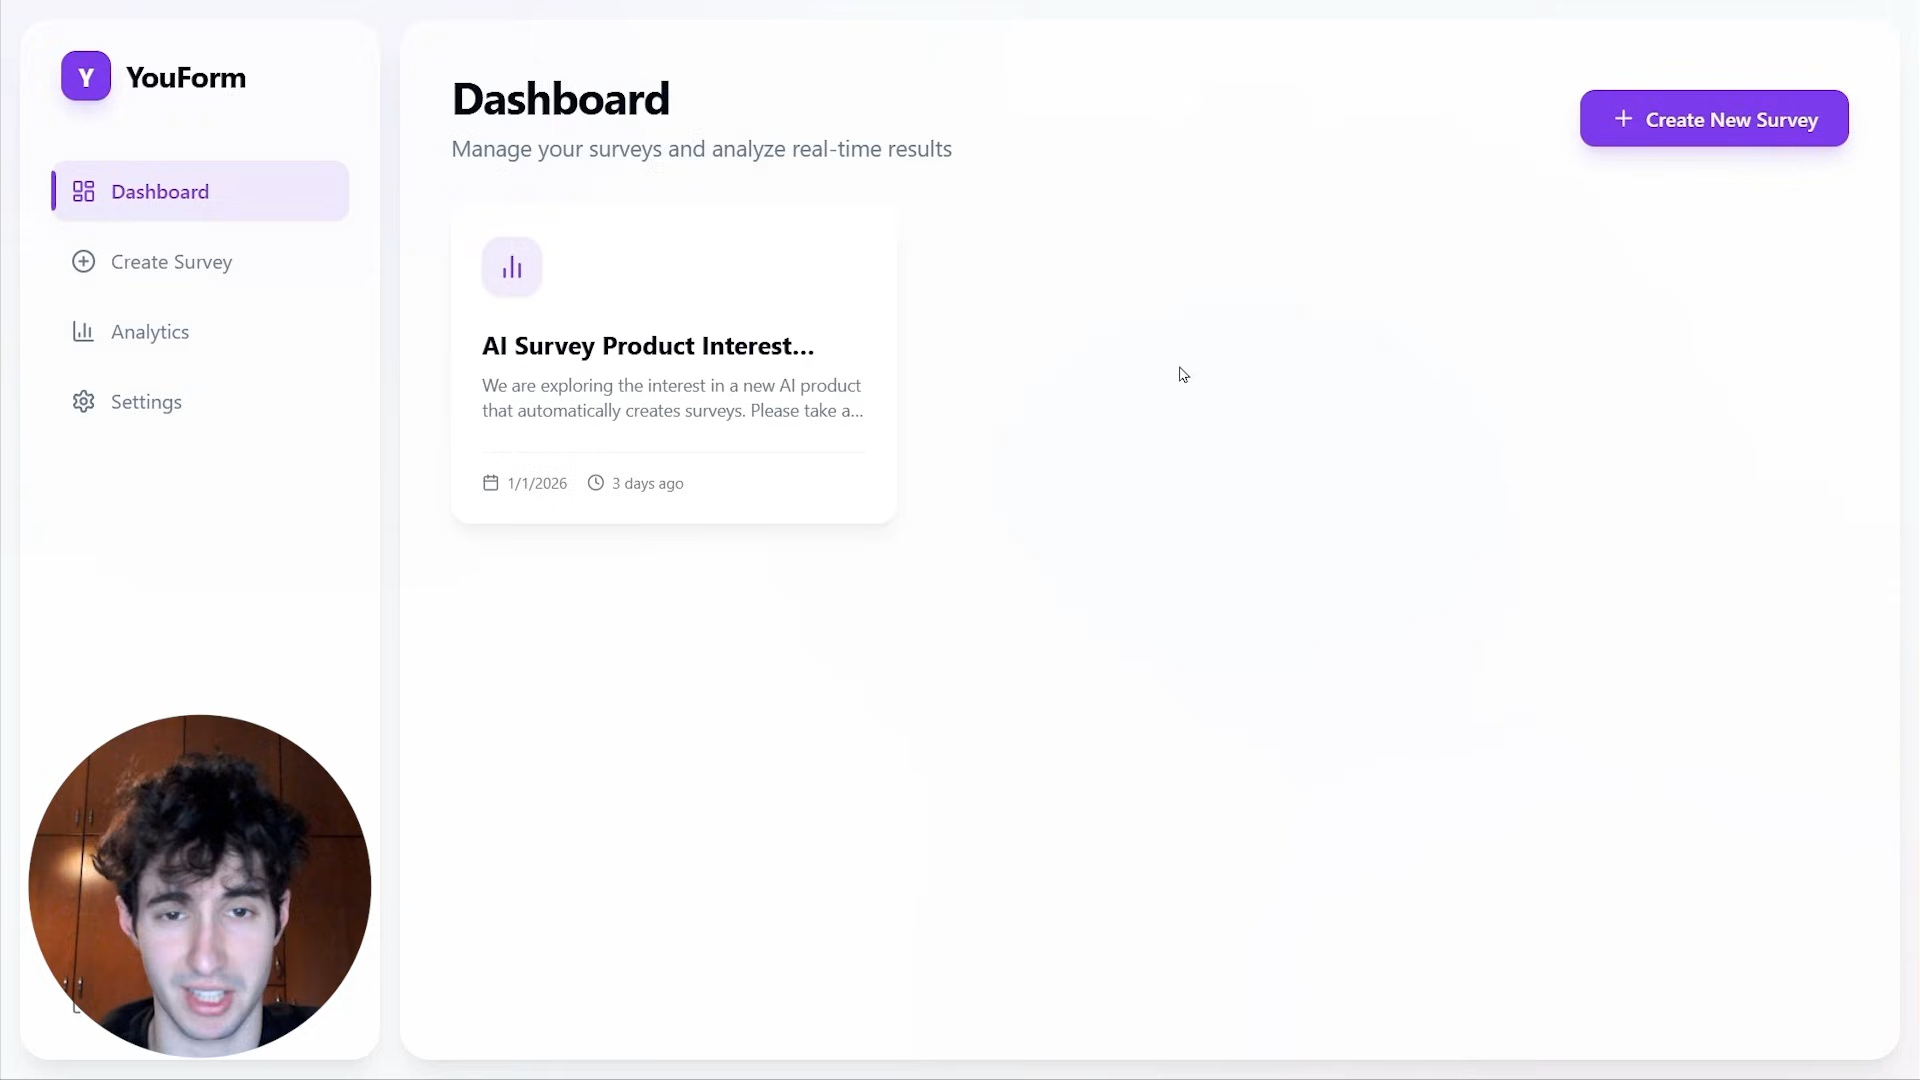 Y YouForm
Dashboard
Create Survey
Analytics
Settings
Dashboard
Manage your surveys and analyze real-time results
+ Create New Survey
AI Survey Product Interest...
We are exploring the interest in a new AI product
that automatically creates surveys. Please take a...
1/1/2026 3 days ago